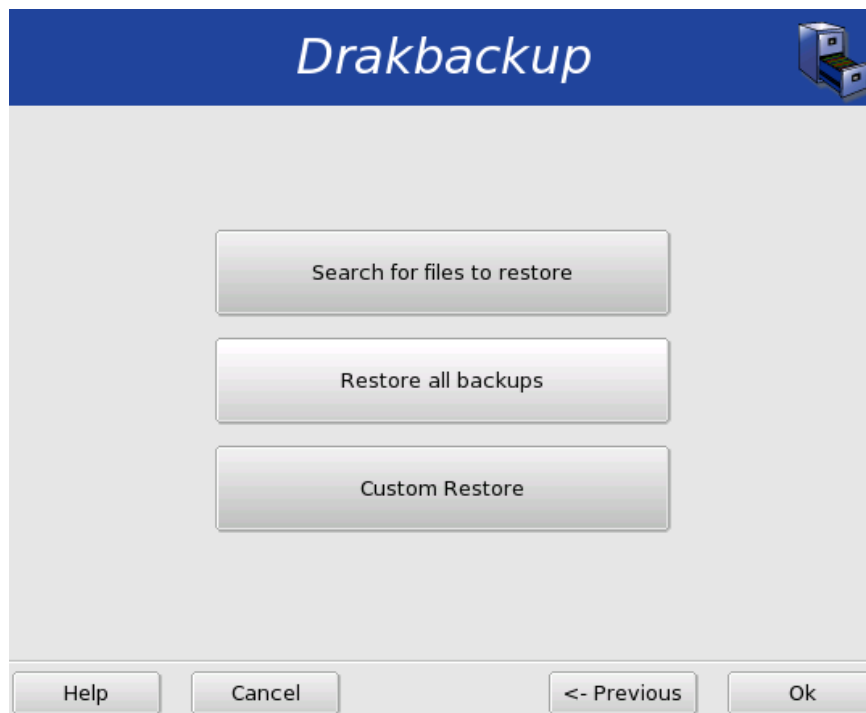 Drakbackup
Search for files to restore
Restore all backups
Custom Restore
Help
Cancel
<- Previous
Ok